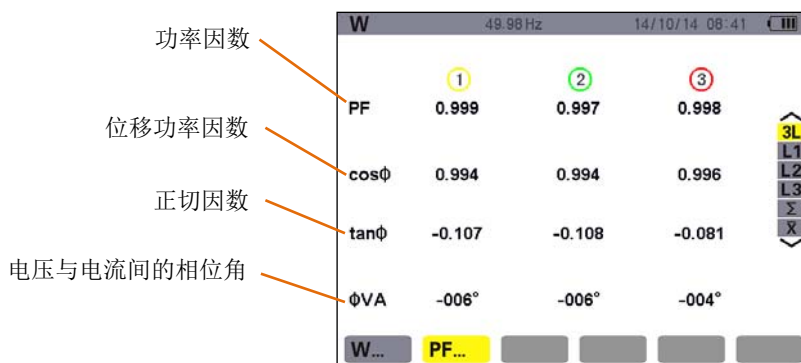 功率因数
位移功率因数
正切因数
电压与电流间的相位角
W 49.98 Hz 14/10/14 08:41
1 2 3
PF 0.999 0.997 0.998
cosϕ 0.994 0.994 0.996
tanϕ -0.107 -0.108 -0.081
ϕVA -006° -006° -004°
3L
L1
L2
L3
Σ
X̄
W... PF...